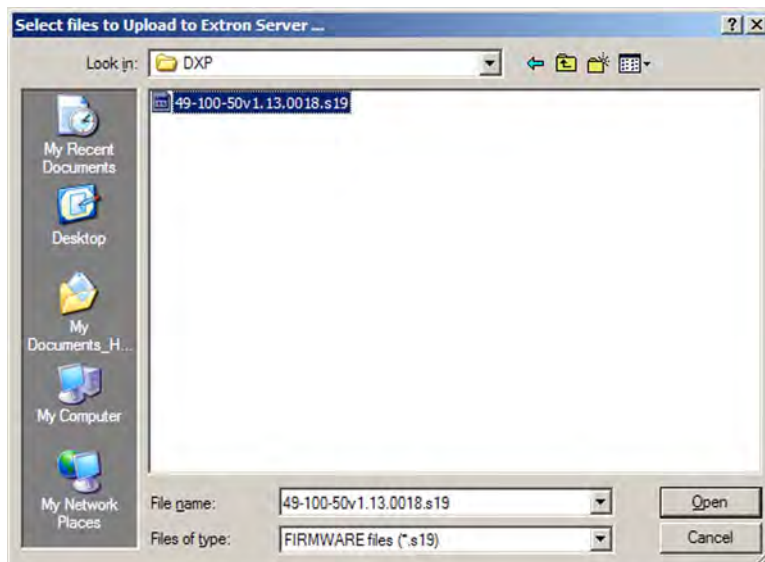 Select files to Upload to Extron Server ...
? X
Look in: DXP
49-100-50v1.13.0018.s19
My Recent
Documents
Desktop
My
Documents_H...
My Computer
My Network
Places
File name: 49-100-50v1.13.0018.s19 Open
Files of type: FIRMWARE files (*.s19) Cancel